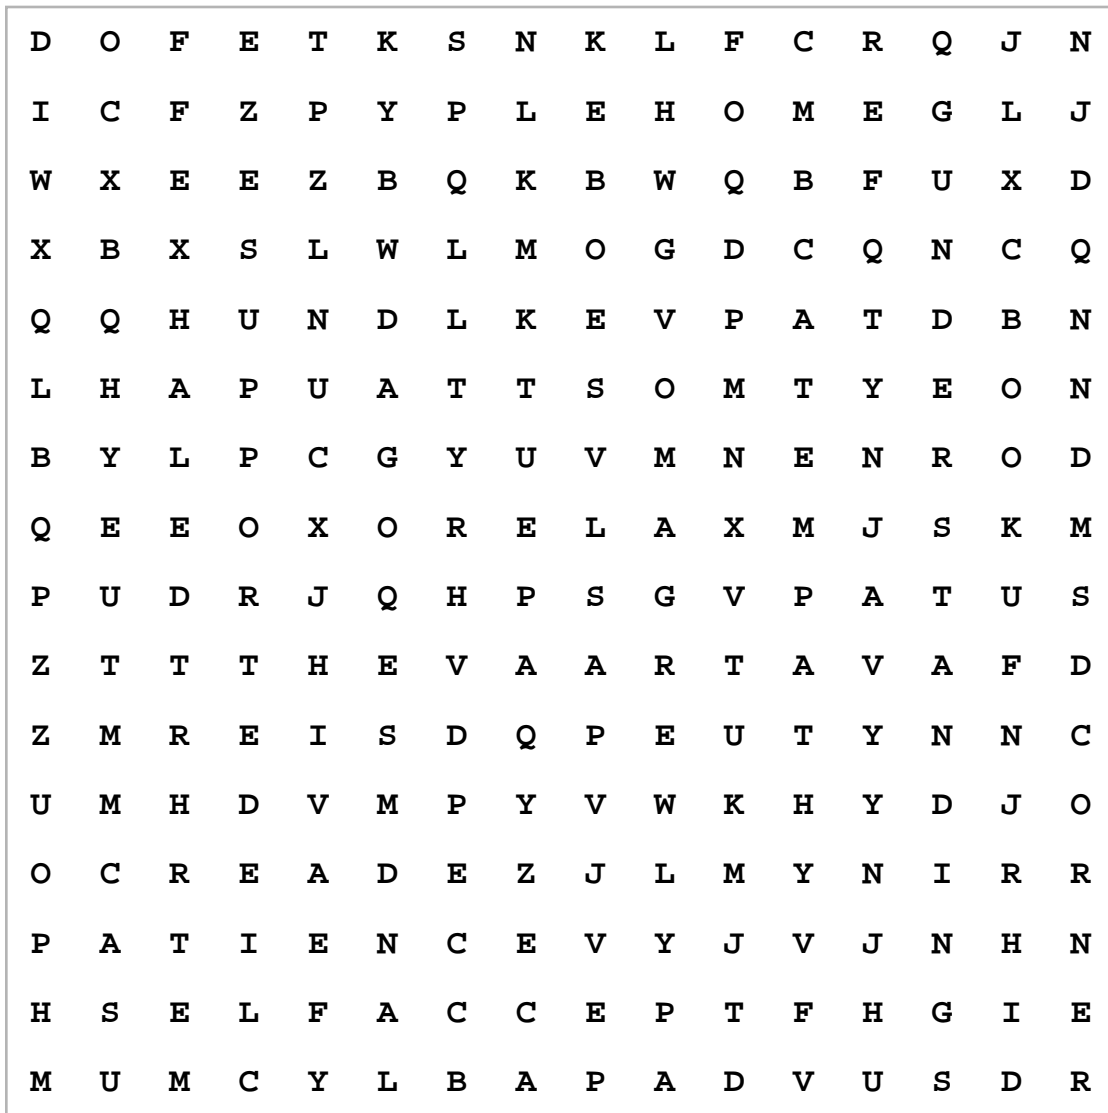 D O F E T K S N K L F C R Q J N
I C F Z P Y P L E H O M E G L J
W X E E Z B Q K B W Q B F U X D
X B X S L W L M O G D C Q N C Q
Q Q H U N D L K E V P A T D B N
L H A P U A T T S O M T Y E O N
B Y L P C G Y U V M N E N R O D
Q E E O X O R E L A X M J S K M
P U D R J Q H P S G V P A T U S
Z T T T H E V A A R T A V A F D
Z M R E I S D Q P E U T Y N N C
U M H D V M P Y V W K H Y D J O
O C R E A D E Z J L M Y N I R R
P A T I E N C E V Y J V J N H N
H S E L F A C C E P T F H G I E
M U M C Y L B A P A D V U S D R